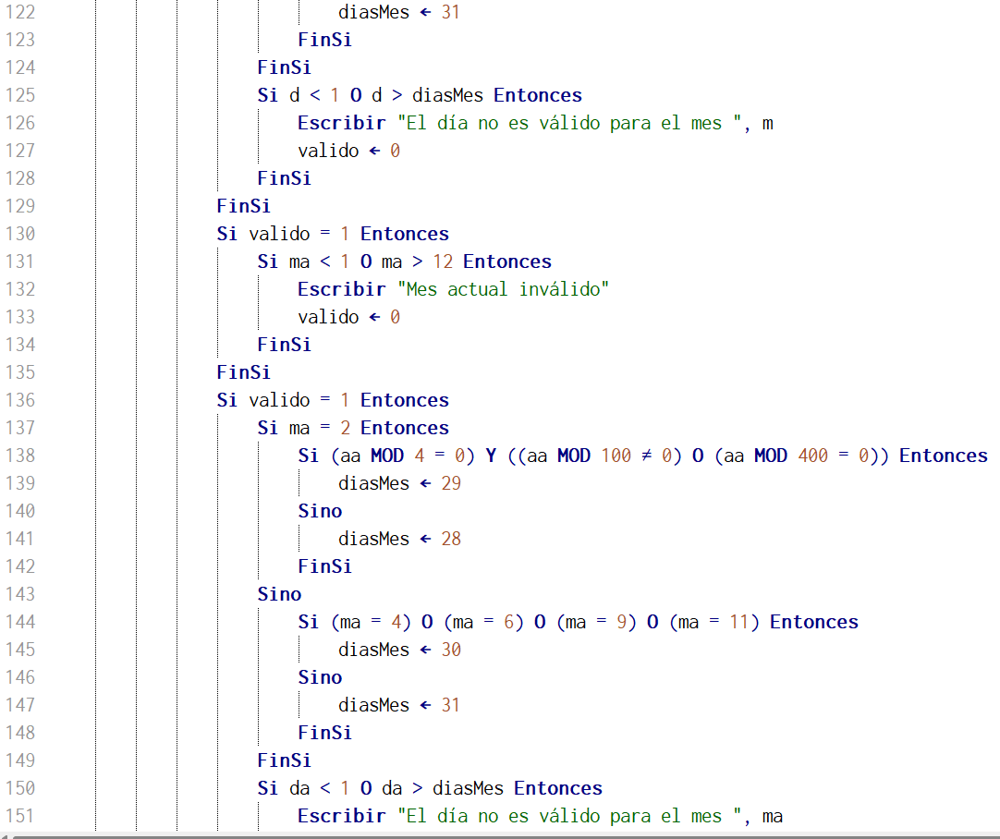 122 diasMes ← 31
123 FinSi
124 FinSi
125 Si d < 1 O d > diasMes Entonces
126 Escribir "El día no es válido para el mes ", m
127 valido ← 0
128 FinSi
129 FinSi
130 Si valido = 1 Entonces
131 Si ma < 1 O ma > 12 Entonces
132 Escribir "Mes actual inválido"
133 valido ← 0
134 FinSi
135 FinSi
136 Si valido = 1 Entonces
137 Si ma = 2 Entonces
138 Si (aa MOD 4 = 0) Y ((aa MOD 100 ≠ 0) O (aa MOD 400 = 0)) Entonces
139 diasMes ← 29
140 Sino
141 diasMes ← 28
142 FinSi
143 Sino
144 Si (ma = 4) O (ma = 6) O (ma = 9) O (ma = 11) Entonces
145 diasMes ← 30
146 Sino
147 diasMes ← 31
148 FinSi
149 FinSi
150 Si da < 1 O da > diasMes Entonces
151 Escribir "El día no es válido para el mes ", ma